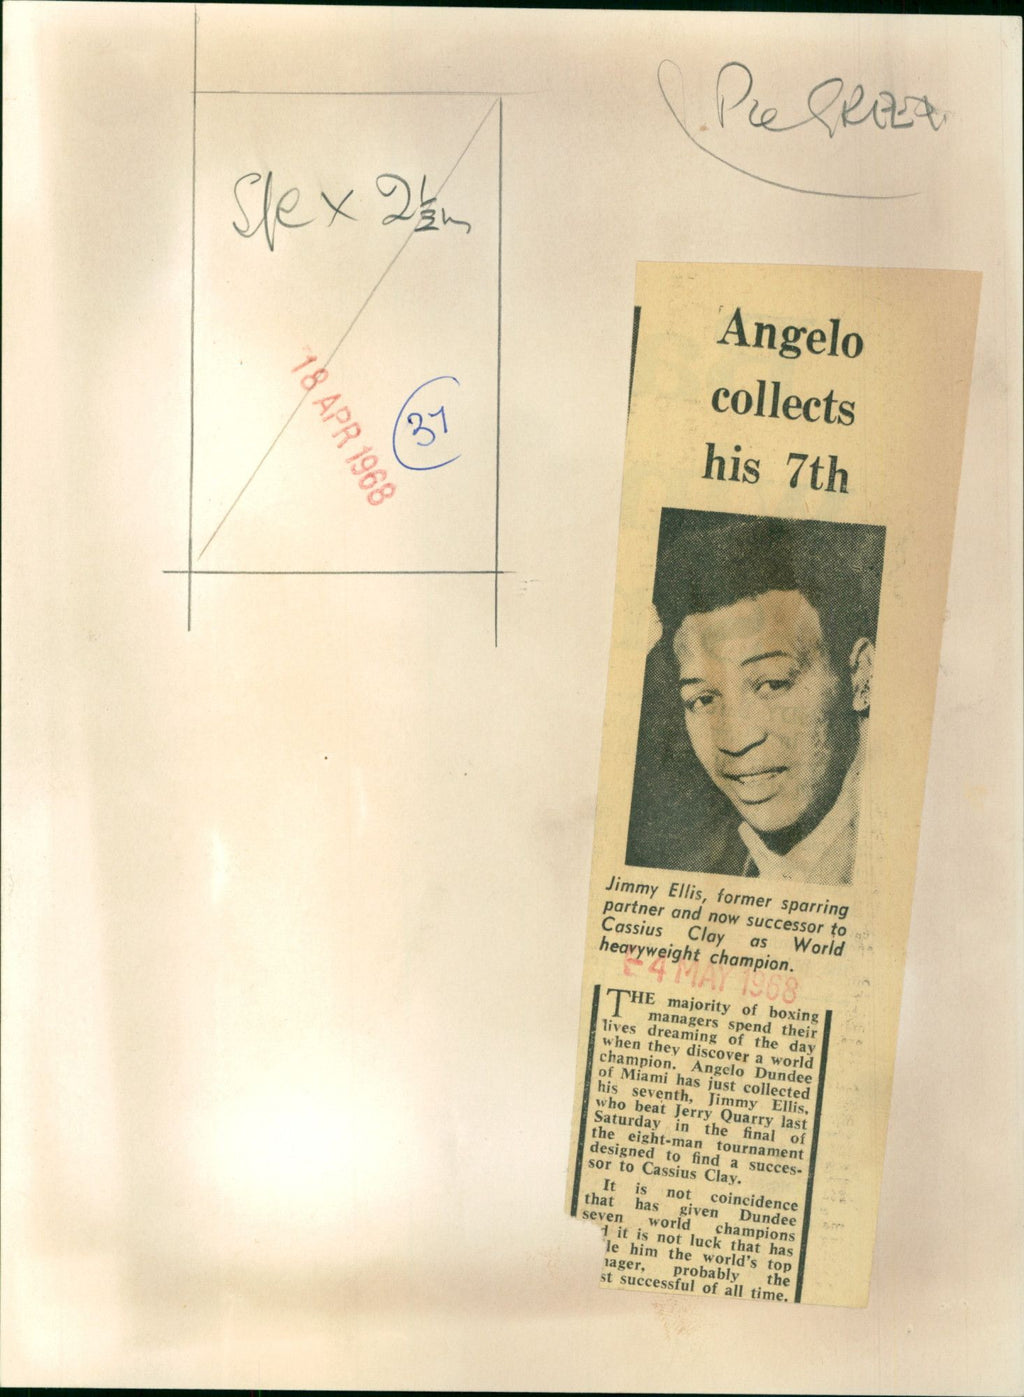 S/C x 2½ in
18 APR 1968
37
Angelo
collects
his 7th
Jimmy Ellis, former sparring
partner and now successor to
Cassius Clay as World
heavyweight champion.
4 MAY 1968
THE majority of boxing
managers spend their
lives dreaming of the day
when they discover a world
champion. Angelo Dundee
of Miami has just collected
his seventh, Jimmy Ellis,
who beat Jerry Quarry last
Saturday in the final of
the eight-man tournament
designed to find a succes-
sor to Cassius Clay.
It is not coincidence
that has given Dundee
seven world champions
it is not luck that has
him the world's top
probably the
successful of all time.